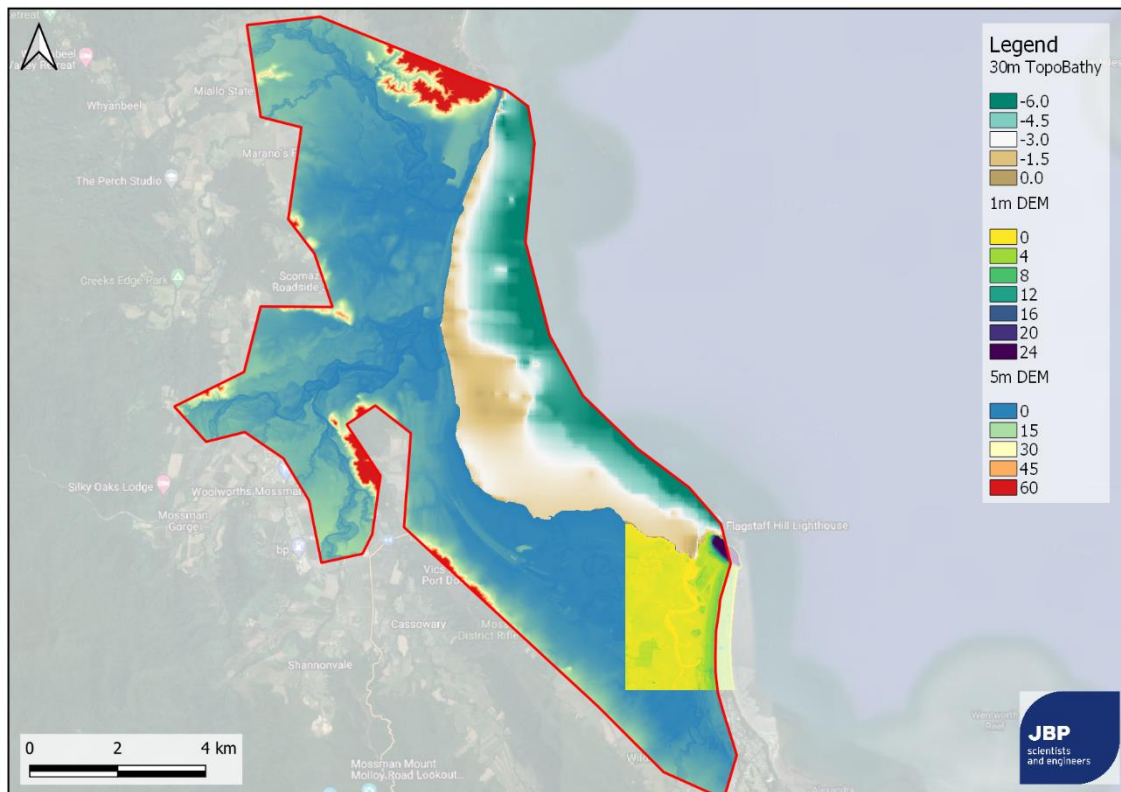 Retreat
Valley Retreat
Whyanbeel
Miallo State
The Perch Studio
Creeks Edge Park
Scomaz
Roadside
Silky Oaks Lodge
Mossman
Gorge
Woolworths Mossman
bp
Port Do
Cassowary
District Rifle
Shannonvale
Mossman Mount
Molloy Road Lookout
Flagstaff Hill Lighthouse
Legend
30m TopoBathy
-6.0
-4.5
-3.0
-1.5
0.0
1m DEM
0
4
8
12
16
20
24
5m DEM
0
15
30
45
60
0 2 4 km
JBP
scientists
and engineers